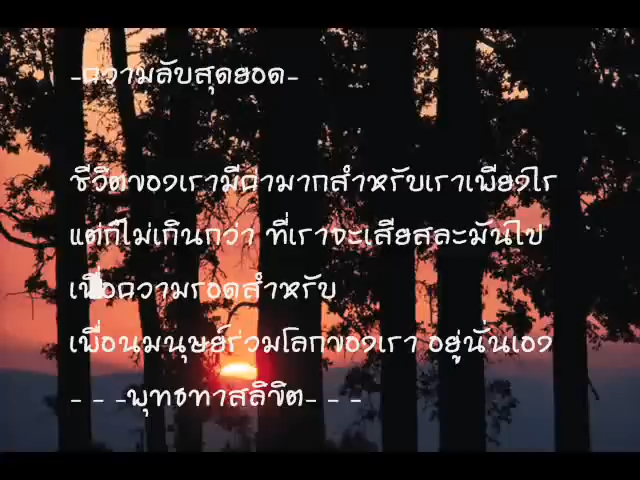 -ความลับสุดยอด-
ชีวิตของเรามีค่ามากสำหรับเราเพียงไร
แต่ก็ไม่เกินกว่า ที่เราจะเสียสละมันไป
เพื่อความรอดสำหรับ
เพื่อนมนุษย์ร่วมโลกของเรา อยู่นั่นเอง
- - -พุทธทาสลิขิต- - -